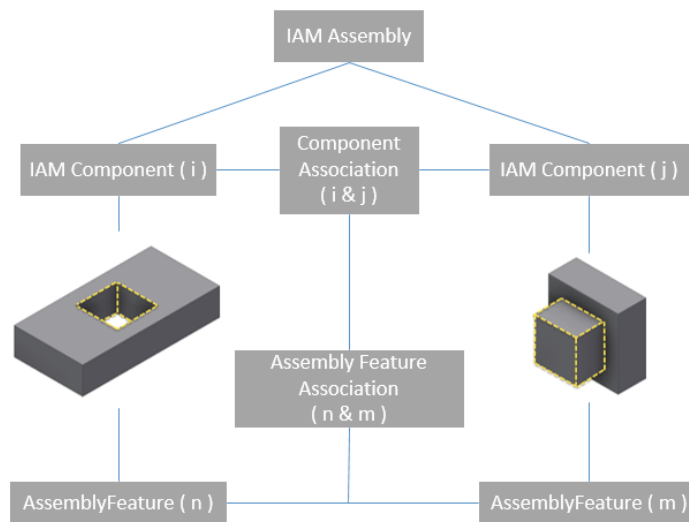 IAM Assembly
IAM Component ( i )
Component
Association
( i & j )
IAM Component ( j )
Assembly Feature
Association
( n & m )
AssemblyFeature ( n )
AssemblyFeature ( m )